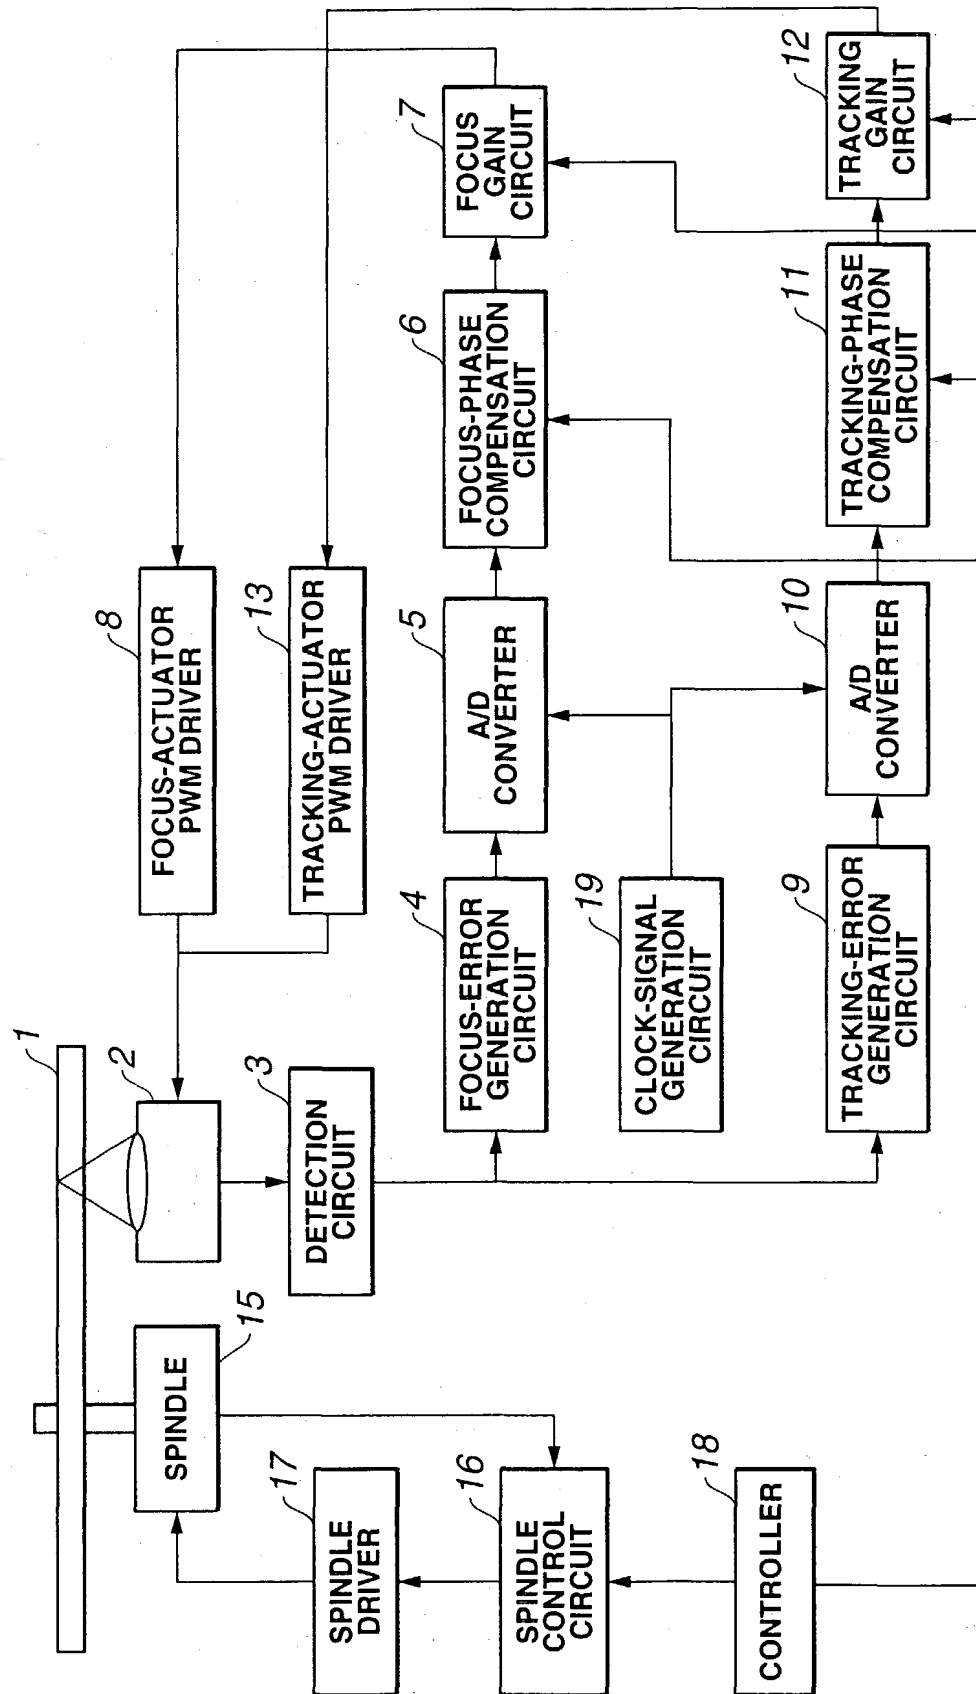 1
2
SPINDLE
15
3
DETECTION
CIRCUIT
8
FOCUS-ACTUATOR
PWM DRIVER
13
TRACKING-ACTUATOR
PWM DRIVER
17
SPINDLE
DRIVER
16
SPINDLE
CONTROL
CIRCUIT
18
CONTROLLER
4
FOCUS-ERROR
GENERATION
CIRCUIT
5
A/D
CONVERTER
6
FOCUS-PHASE
COMPENSATION
CIRCUIT
7
FOCUS
GAIN
CIRCUIT
19
CLOCK-SIGNAL
GENERATION
CIRCUIT
9
TRACKING-ERROR
GENERATION
CIRCUIT
10
A/D
CONVERTER
11
TRACKING-PHASE
COMPENSATION
CIRCUIT
12
TRACKING
GAIN
CIRCUIT